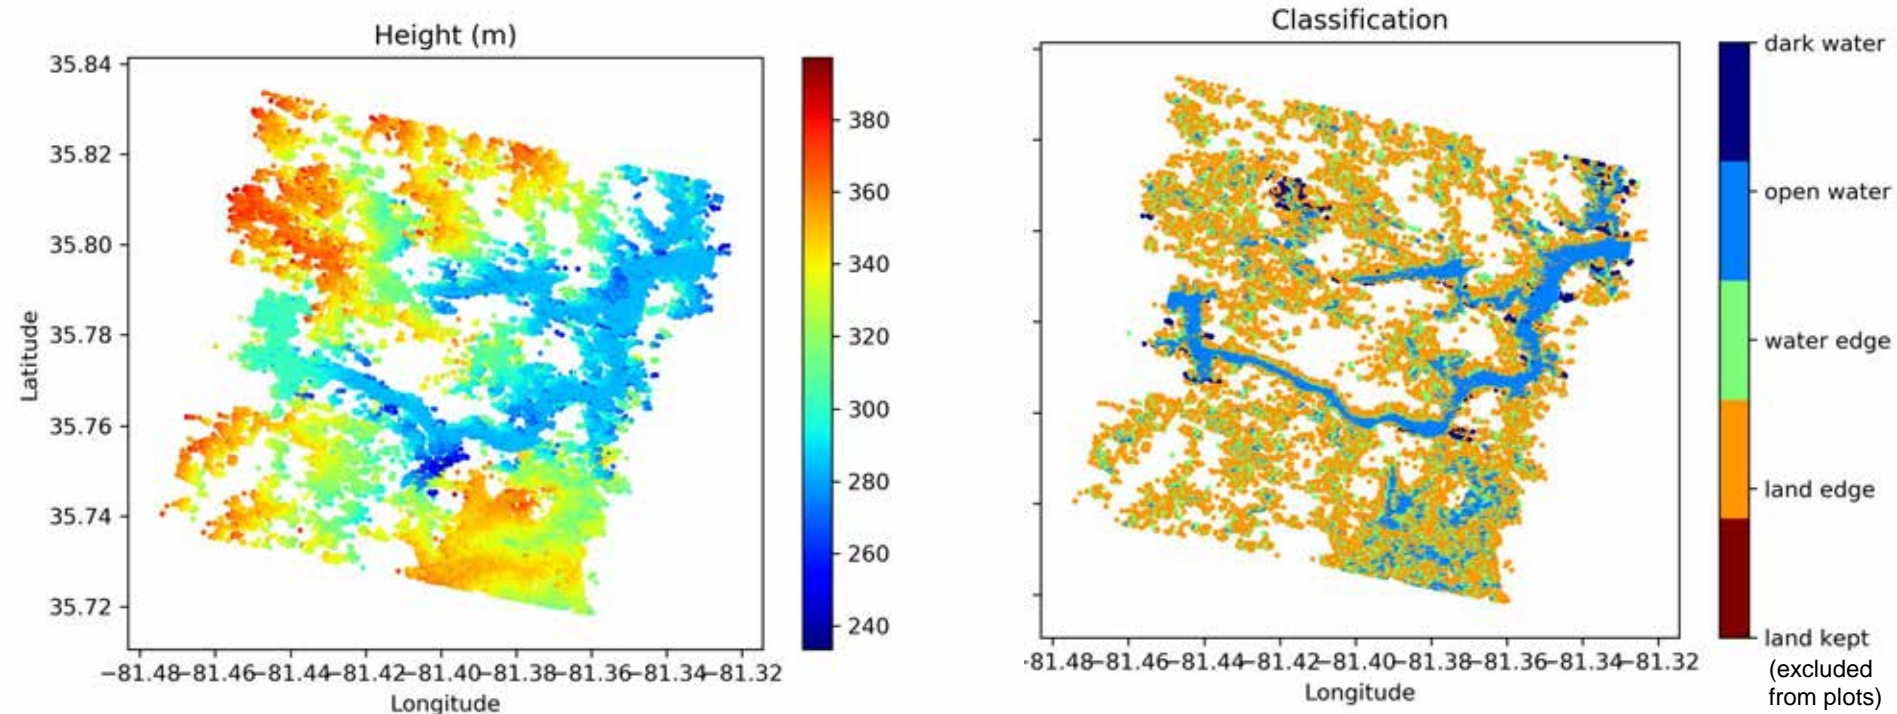 Height (m)
35.84
35.82
35.80
35.78
35.76
35.74
35.72
Latitude
−81.48−81.46−81.44−81.42−81.40−81.38−81.36−81.34−81.32
Longitude
380
360
340
320
300
280
260
240
Classification
-81.48−81.46−81.44−81.42−81.40−81.38−81.36−81.34−81.32
Longitude
dark water
open water
water edge
land edge
land kept
(excluded
from plots)